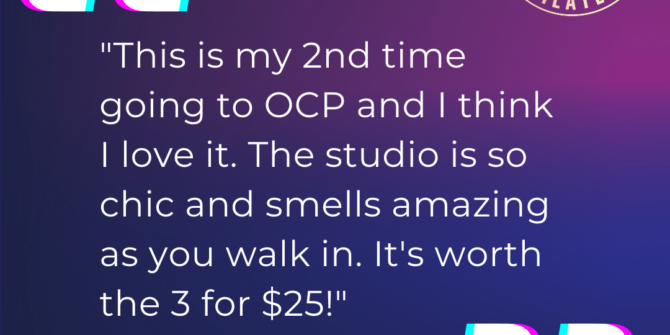 "This is my 2nd time
going to OCP and I think
I love it. The studio is so
chic and smells amazing
as you walk in. It's worth
the 3 for $25!"